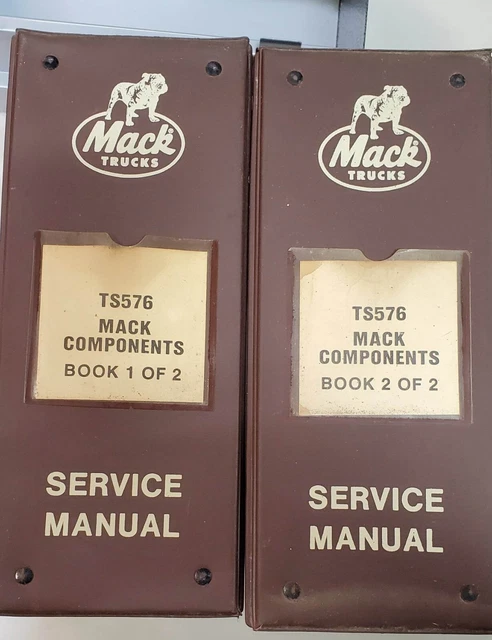 Mack
TRUCKS
TS576
MACK
COMPONENTS
BOOK 1 OF 2
SERVICE
MANUAL
Mack
TRUCKS
TS576
MACK
COMPONENTS
BOOK 2 OF 2
SERVICE
MANUAL